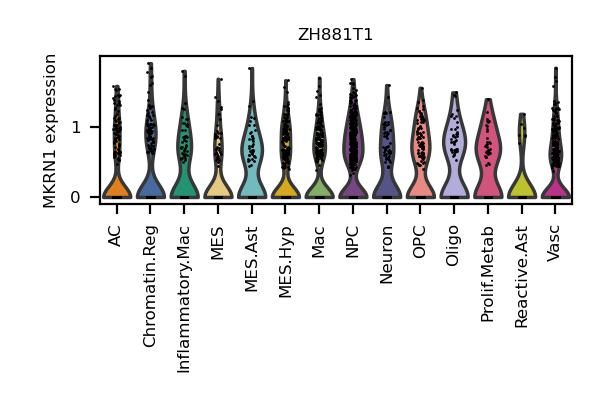 ZH881T1
MKRN1 expression
1
0
AC
Chromatin.Reg
Inflammatory.Mac
MES
MES.Ast
MES.Hyp
Mac
NPC
Neuron
OPC
Oligo
Prolif.Metab
Reactive.Ast
Vasc